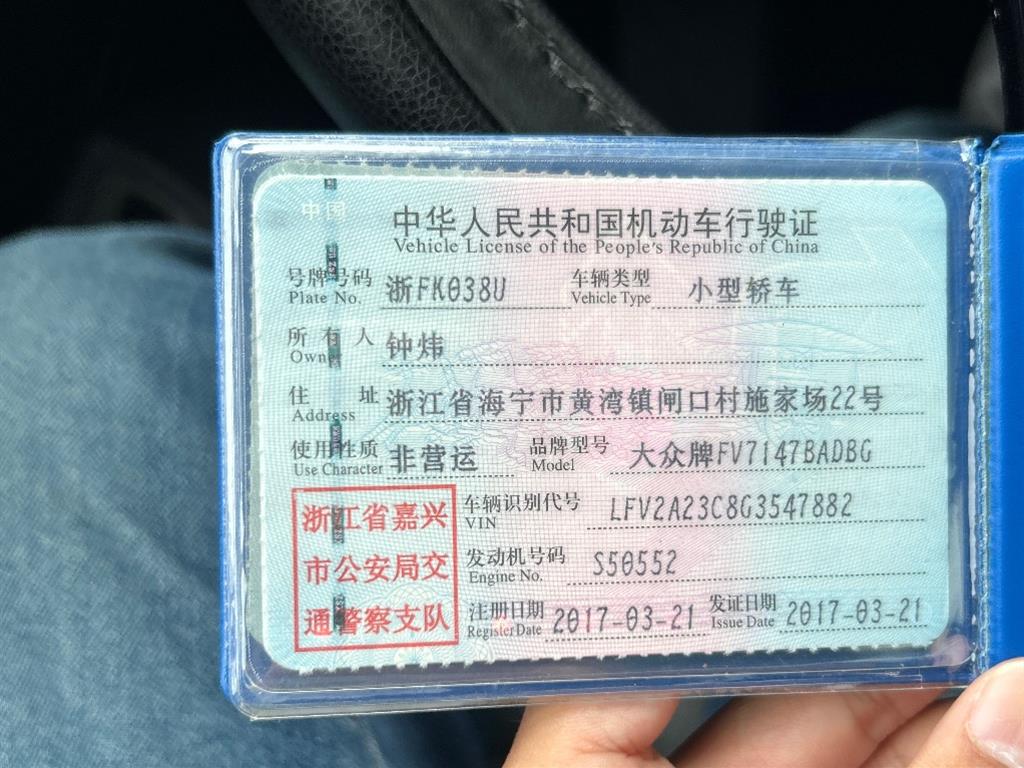 中国
中华人民共和国机动车行驶证
Vehicle License of the People's Republic of China
号牌号码 浙FK038U 车辆类型 小型轿车
Plate No. Vehicle Type
所有人 钟炜
Owner
住址 浙江省海宁市黄湾镇闸口村施家场22号
Address
使用性质 非营运 品牌型号 大众牌FV7147BADBG
Use Character Model
浙江省嘉兴
市公安局交
通警察支队
车辆识别代号 LFV2A23C8G3547882
VIN
发动机号码 S50552
Engine No.
注册日期 2017-03-21 发证日期 2017-03-21
Register Date Issue Date